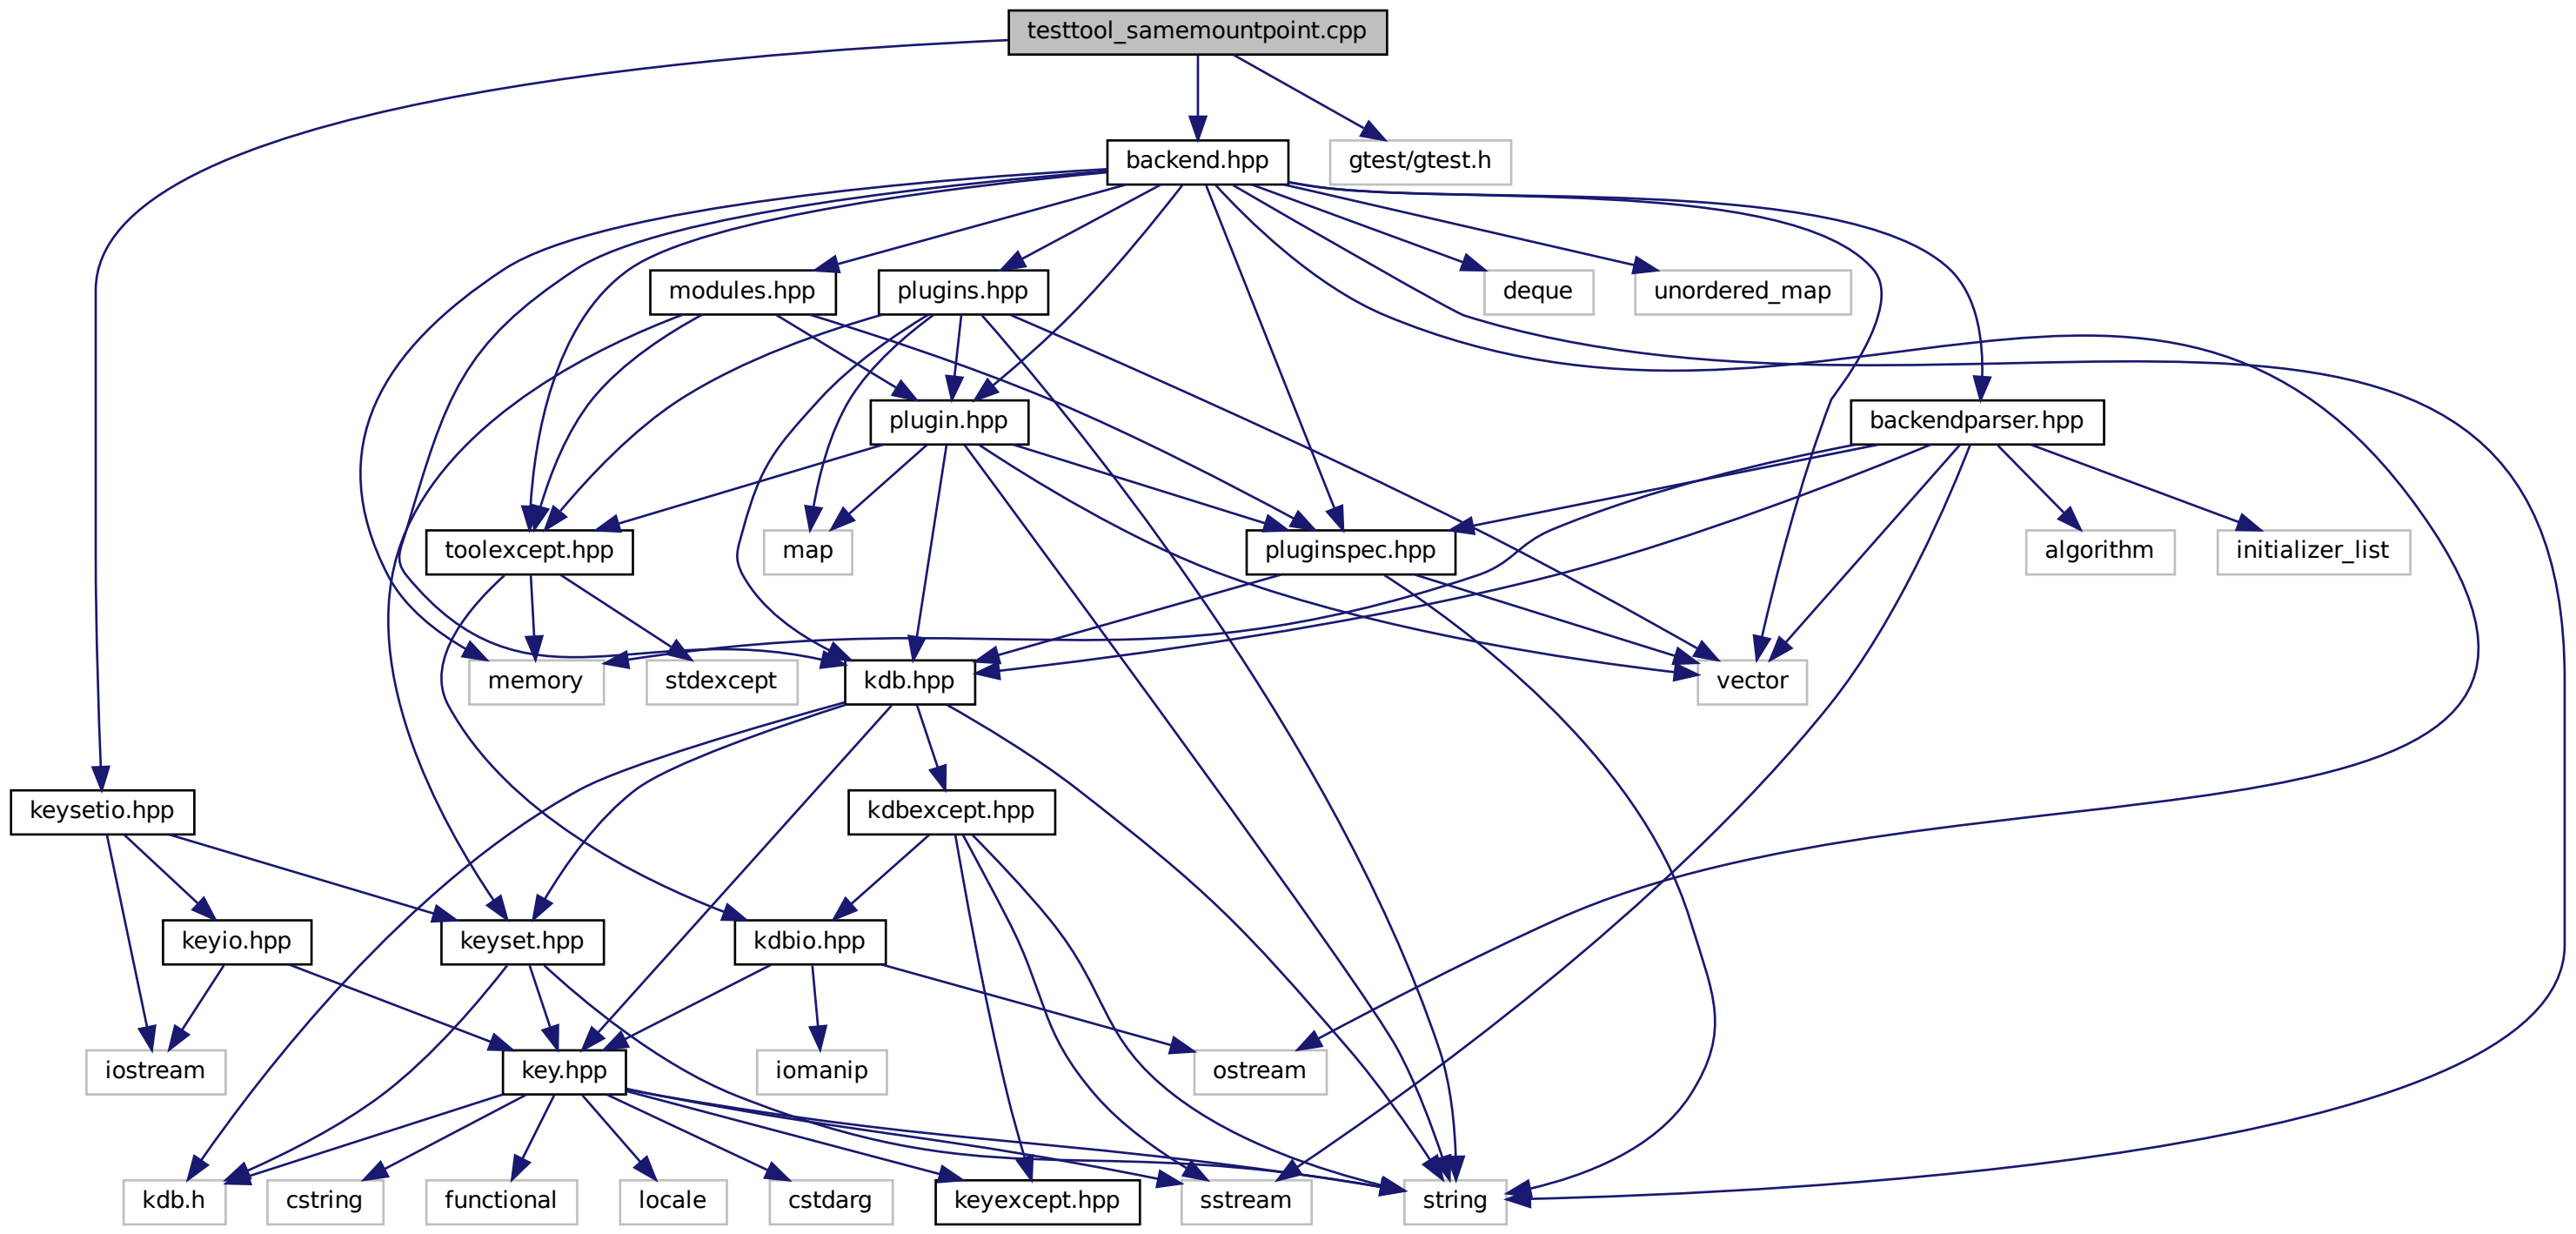 testtool_samemountpoint.cpp
backend.hpp
gtest/gtest.h
modules.hpp
plugins.hpp
deque
unordered_map
plugin.hpp
backendparser.hpp
toolexcept.hpp
map
pluginspec.hpp
algorithm
initializer_list
memory
stdexcept
kdb.hpp
vector
keysetio.hpp
kdbexcept.hpp
keyio.hpp
keyset.hpp
kdbio.hpp
iostream
key.hpp
iomanip
ostream
kdb.h
cstring
functional
locale
cstdarg
keyexcept.hpp
sstream
string